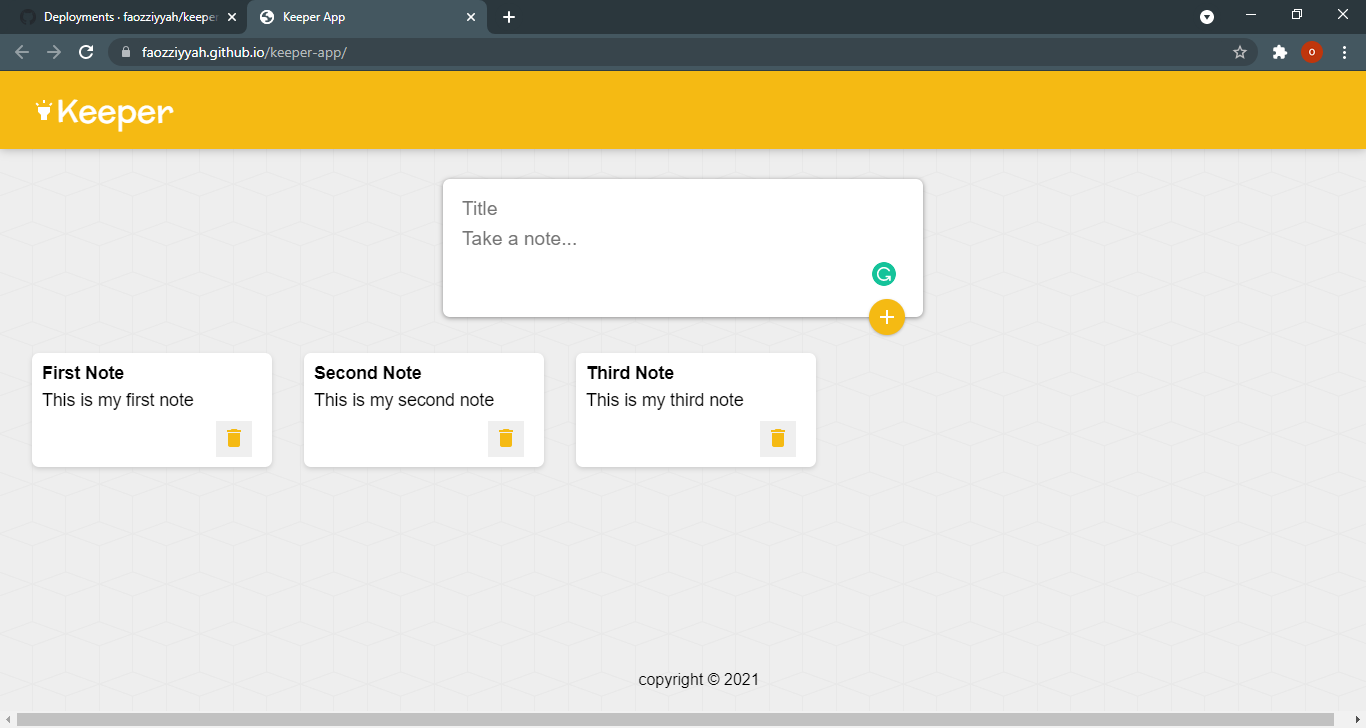 Deployments · faozziyyah/keeper
Keeper App
faozziyyah.github.io/keeper-app/
O
Keeper
Title
Take a note...
First Note
This is my first note
Second Note
This is my second note
Third Note
This is my third note
copyright © 2021